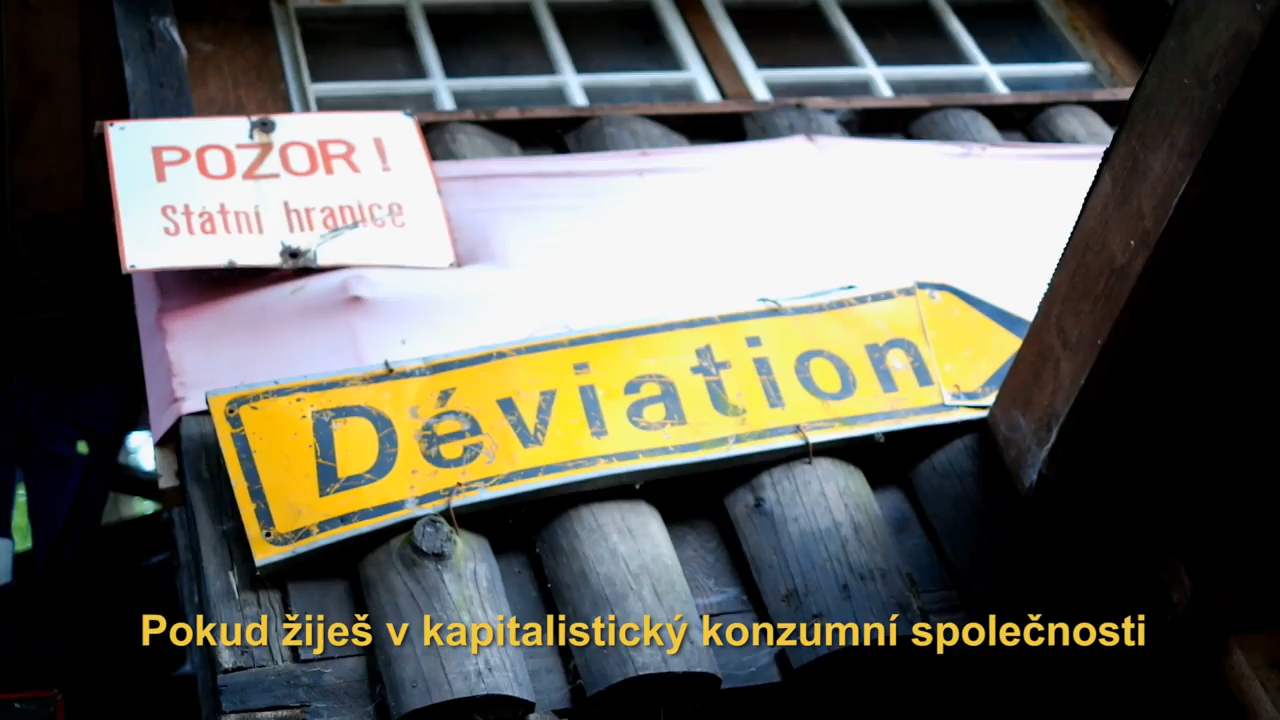 POZOR!
Státní hranice
Déviation
Pokud žiješ v kapitalistický konzumní společnosti